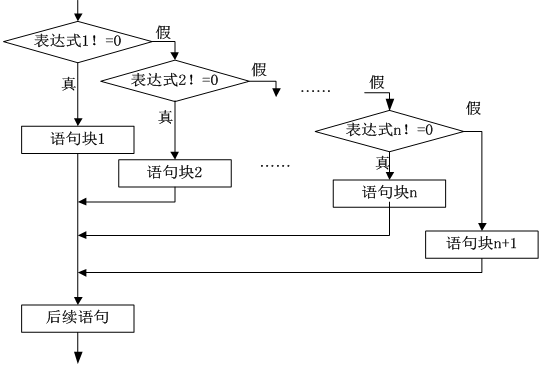 表达式1！=0
假
表达式2！=0
假
……
假
假
真
表达式n！=0
真
真
语句块1
语句块2
……
语句块n
语句块n+1
后续语句